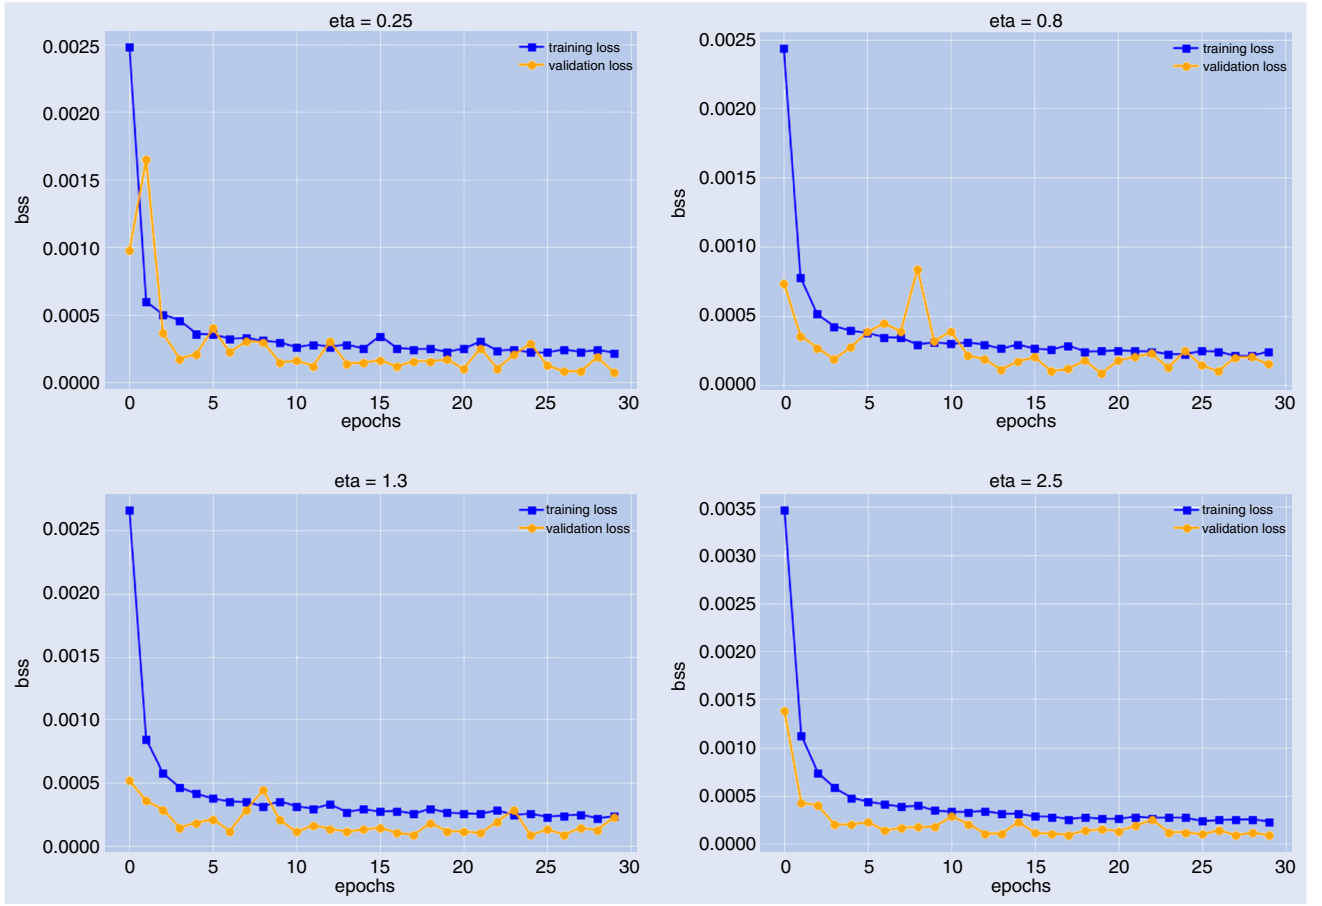 eta = 0.25
0.0025
0.0020
0.0015
0.0010
0.0005
0.0000
bss
training los
validation loss
0 5 10 15 20 25 30
epochs
eta = 0.8
0.0025
0.0020
0.0015
0.0010
0.0005
0.0000
bss
training loss
validation loss
0 5 10 15 20 25 30
epochs
eta = 1.3
0.0025
0.0020
0.0015
0.0010
0.0005
0.0000
bss
training loss
validation loss
0 5 10 15 20 25 30
epochs
eta = 2.5
0.0035
0.0030
0.0025
0.0020
0.0015
0.0010
0.0005
0.0000
bss
training loss
validation loss
0 5 10 15 20 25 30
epochs